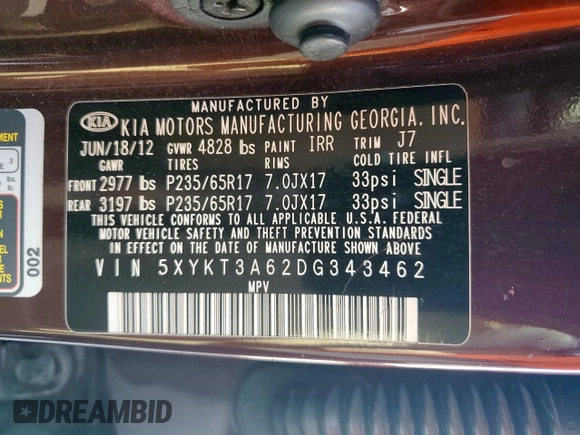 MANUFACTURED BY
KIA KIA MOTORS MANUFACTURING GEORGIA. INC.
JUN/18/12 GVWR 4828 lbs PAINT IRR TRIM J7
GAWR TIRES RIMS COLD TIRE INFL
FRONT 2977 lbs P235/65R17 7.0JX17 33psi SINGLE
REAR 3197 lbs P235/65R17 7.0JX17 33psi SINGLE
THIS VEHICLE CONFORMS TO ALL APPLICABLE U.S.A. FEDERAL
MOTOR VEHICLE SAFETY AND THEFT PREVENTION STANDARDS
IN EFFECT ON THE DATE OF MANUFACTURE SHOWN ABOVE.
VIN 5XYKT3A62DG343462
MPV
3
002
DREAMBID